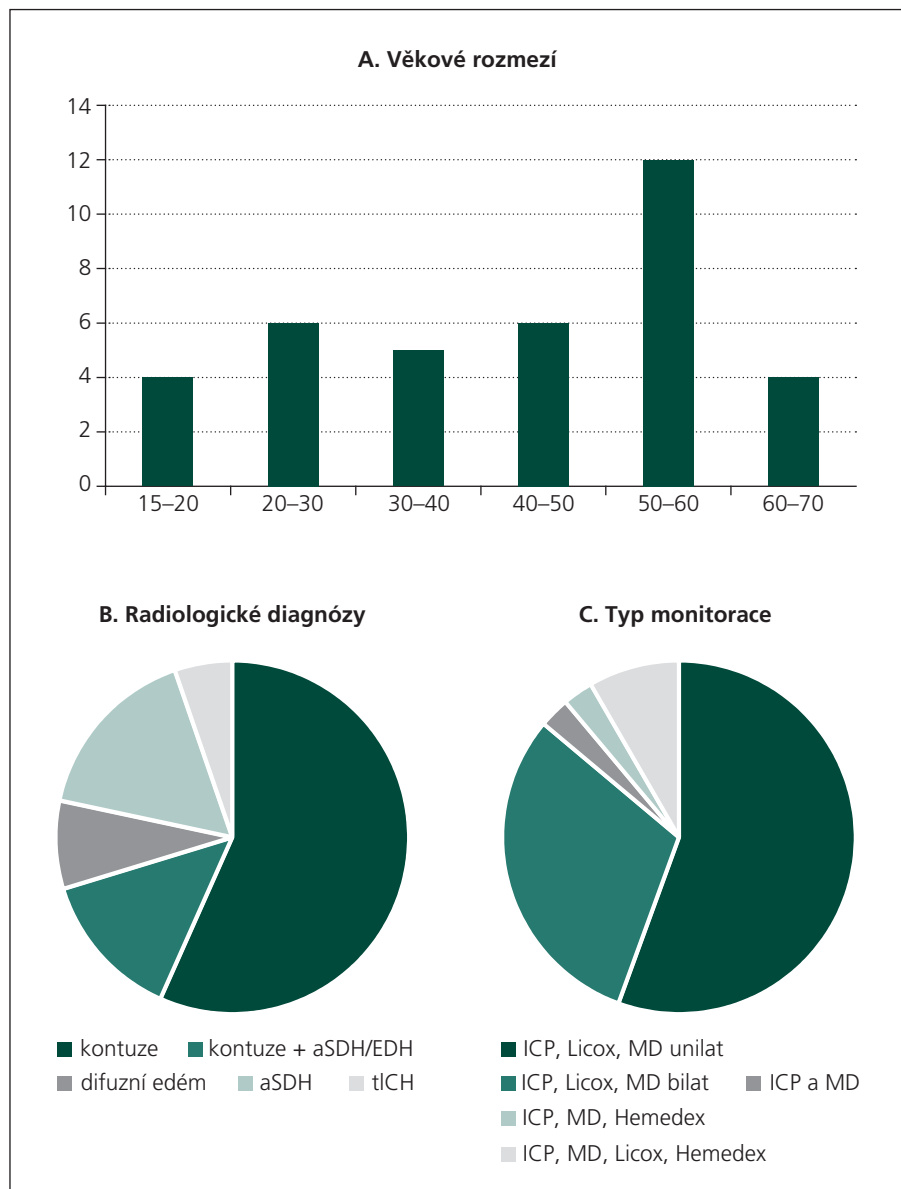 A. Věkové rozmezí
14
12
10
8
6
4
2
0
15–20 20–30 30–40 40–50 50–60 60–70
B. Radiologické diagnózy
kontuze kontuze + aSDH/EDH
difuzní edém aSDH tICH
C. Typ monitorace
ICP, Licox, MD unilat
ICP, Licox, MD bilat ICP a MD
ICP, MD, Hemedex
ICP, MD, Licox, Hemedex